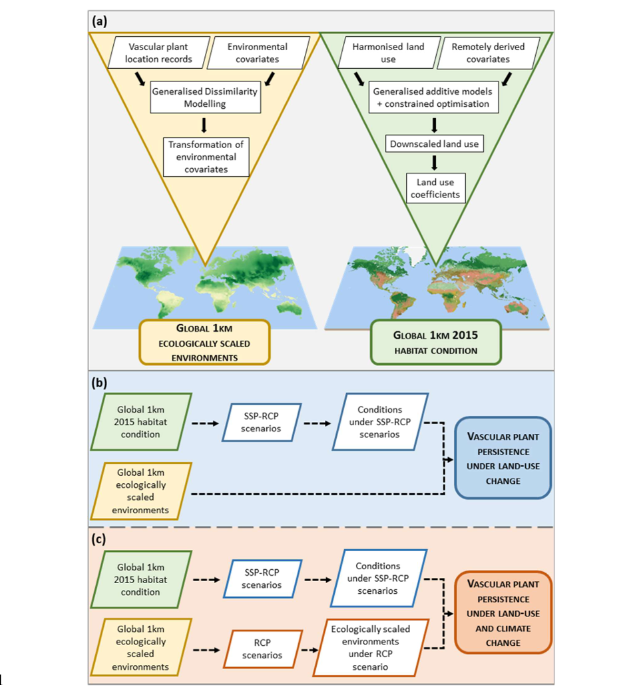 (a)
Vascular plant
location records
Environmental
covariates
Generalised Dissimilarity
Modelling
Transformation of
environmental
covariates
Harmonised land
use
Remotely derived
covariates
Generalised additive models
+ constrained optimisation
Downscaled land use
Land use
coefficients
GLOBAL 1KM
ECOLOGICALLY SCALED
ENVIRONMENTS
GLOBAL 1KM 2015
HABITAT CONDITION
(b)
Global 1km
2015 habitat
condition
SSP-RCP
scenarios
Conditions
under SSP-RCP
scenarios
Global 1km
ecologically
scaled
environments
VASCULAR PLANT
PERSISTENCE
UNDER LAND-USE
CHANGE
(c)
Global 1km
2015 habitat
condition
SSP-RCP
scenarios
Conditions
under SSP-RCP
scenarios
Global 1km
ecologically
scaled
environments
RCP
scenarios
Ecologically scaled
environments
under RCP
scenario
VASCULAR PLANT
PERSISTENCE
UNDER LAND-USE
AND CLIMATE
CHANGE